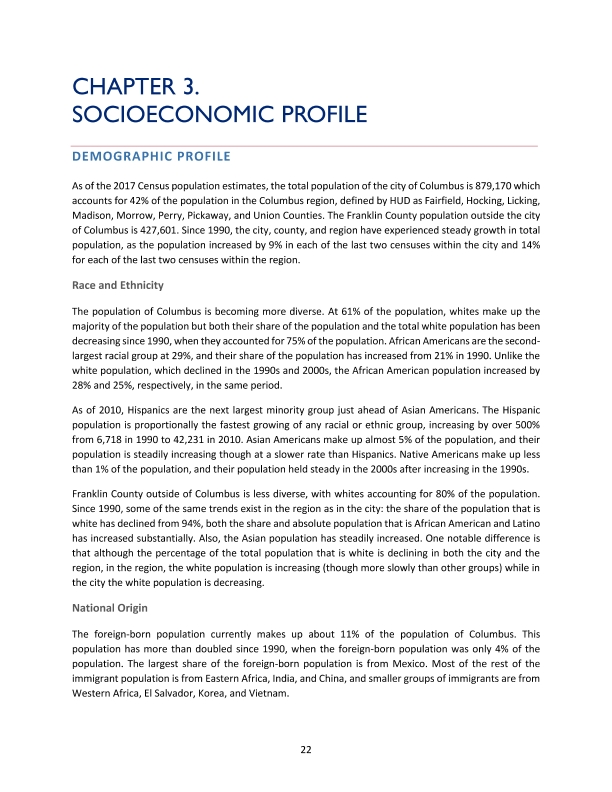 CHAPTER 3.
SOCIOECONOMIC PROFILE
DEMOGRAPHIC PROFILE
As of the 2017 Census population estimates, the total population of the city of Columbus is 879,170 which
accounts for 42% of the population in the Columbus region, defined by HUD as Fairfield, Hocking, Licking,
Madison, Morrow, Perry, Pickaway, and Union Counties. The Franklin County population outside the city
of Columbus is 427,601. Since 1990, the city, county, and region have experienced steady growth in total
population, as the population increased by 9% in each of the last two censuses within the city and 14%
for each of the last two censuses within the region.
Race and Ethnicity
The population of Columbus is becoming more diverse. At 61% of the population, whites make up the
majority of the population but both their share of the population and the total white population has been
decreasing since 1990, when they accounted for 75% of the population. African Americans are the second-
largest racial group at 29%, and their share of the population has increased from 21% in 1990. Unlike the
white population, which declined in the 1990s and 2000s, the African American population increased by
28% and 25%, respectively, in the same period.
As of 2010, Hispanics are the next largest minority group just ahead of Asian Americans. The Hispanic
population is proportionally the fastest growing of any racial or ethnic group, increasing by over 500%
from 6,718 in 1990 to 42,231 in 2010. Asian Americans make up almost 5% of the population, and their
population is steadily increasing though at a slower rate than Hispanics. Native Americans make up less
than 1% of the population, and their population held steady in the 2000s after increasing in the 1990s.
Franklin County outside of Columbus is less diverse, with whites accounting for 80% of the population.
Since 1990, some of the same trends exist in the region as in the city: the share of the population that is
white has declined from 94%, both the share and absolute population that is African American and Latino
has increased substantially. Also, the Asian population has steadily increased. One notable difference is
that although the percentage of the total population that is white is declining in both the city and the
region, in the region, the white population is increasing (though more slowly than other groups) while in
the city the white population is decreasing.
National Origin
The foreign-born population currently makes up about 11% of the population of Columbus. This
population has more than doubled since 1990, when the foreign-born population was only 4% of the
population. The largest share of the foreign-born population is from Mexico. Most of the rest of the
immigrant population is from Eastern Africa, India, and China, and smaller groups of immigrants are from
Western Africa, El Salvador, Korea, and Vietnam.
22